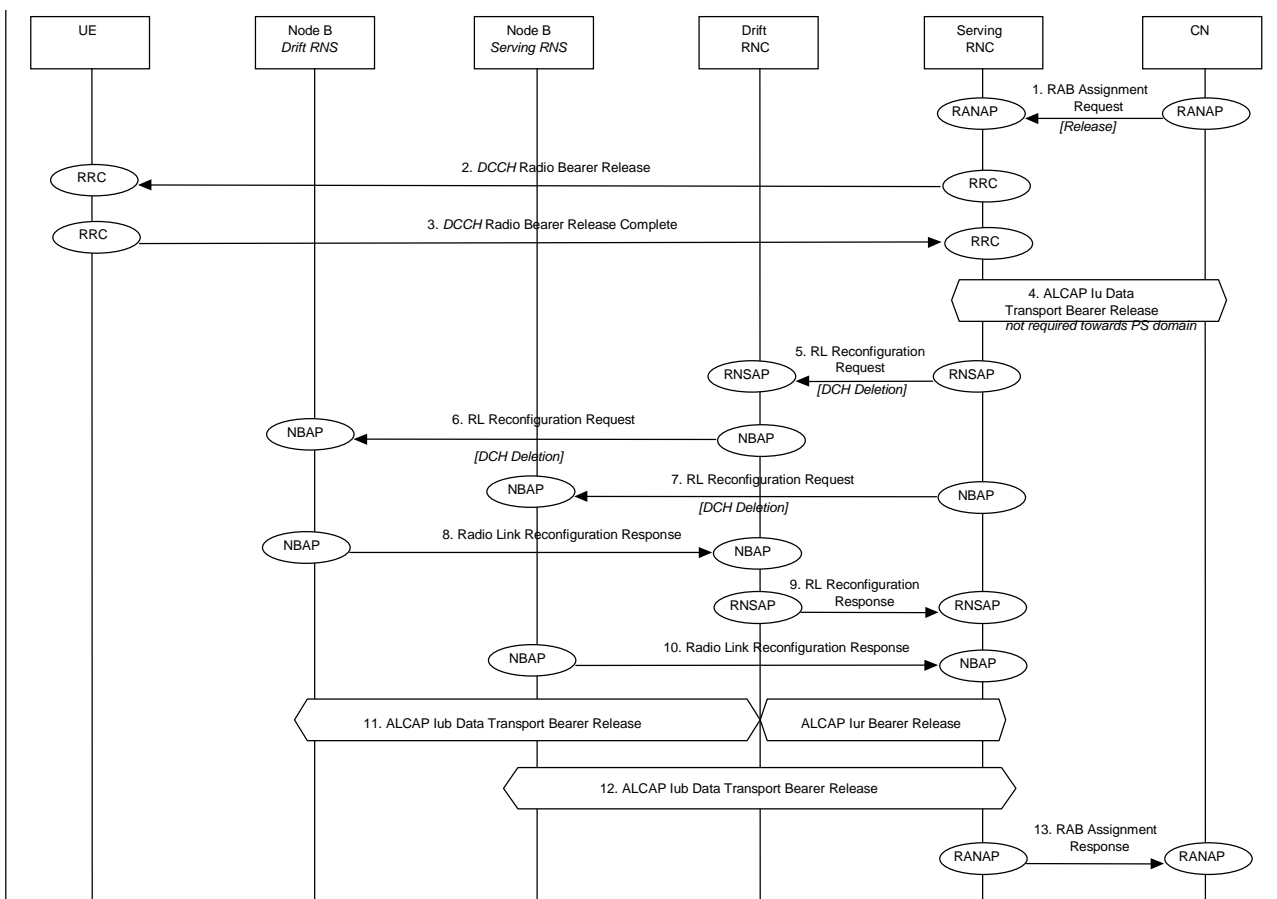 UE
Node B
Drift RNS
Node B
Serving RNS
Drift
RNC
Serving
RNC
CN
1. RAB Assignment
Request
[Release]
RANAP
RANAP
2. DCCH Radio Bearer Release
RRC
RRC
3. DCCH Radio Bearer Release Complete
RRC
RRC
4. ALCAP Iu Data
Transport Bearer Release
not required towards PS domain
5. RL Reconfiguration
Request
[DCH Deletion]
RNSAP
RNSAP
6. RL Reconfiguration Request
[DCH Deletion]
NBAP
NBAP
7. RL Reconfiguration Request
[DCH Deletion]
NBAP
NBAP
8. Radio Link Reconfiguration Response
NBAP
NBAP
9. RL Reconfiguration
Response
RNSAP
RNSAP
10. Radio Link Reconfiguration Response
NBAP
NBAP
11. ALCAP Iub Data Transport Bearer Release
ALCAP Iur Bearer Release
12. ALCAP Iub Data Transport Bearer Release
13. RAB Assignment
Response
RANAP
RANAP